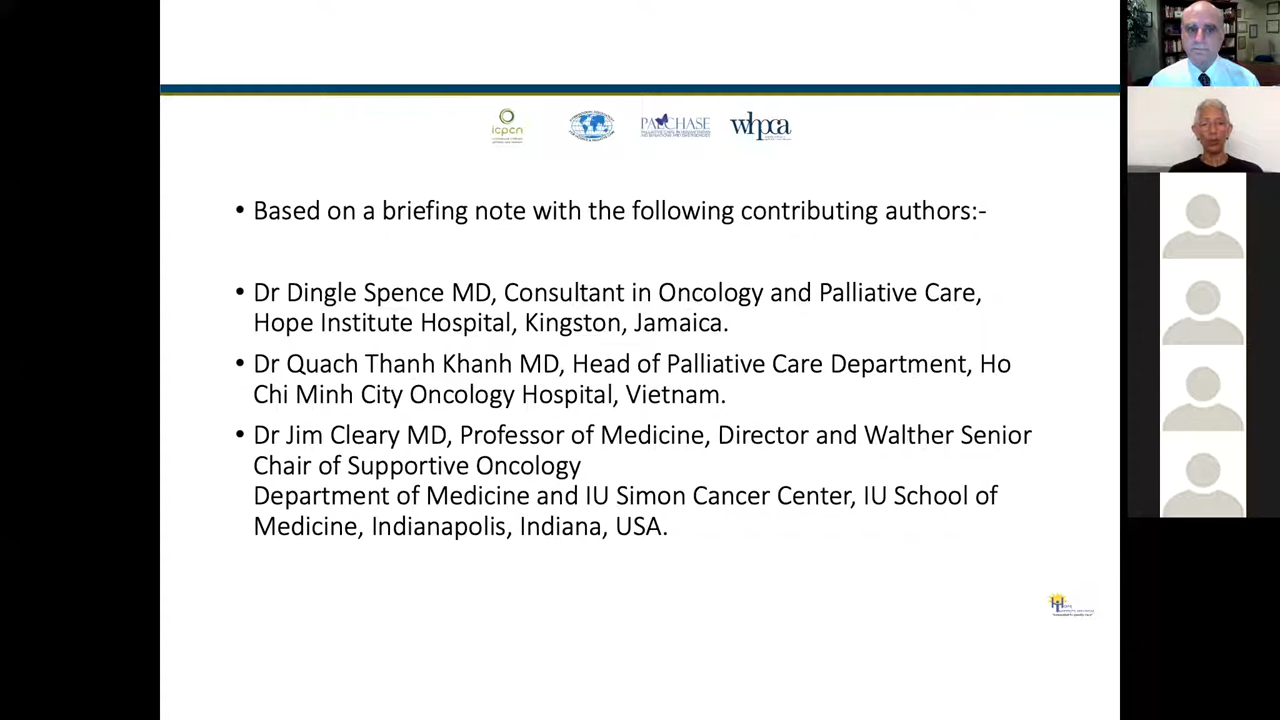 icpcn
PALCHASE
whpca
• Based on a briefing note with the following contributing authors:-
• Dr Dingle Spence MD, Consultant in Oncology and Palliative Care,
Hope Institute Hospital, Kingston, Jamaica.
• Dr Quach Thanh Khanh MD, Head of Palliative Care Department, Ho
Chi Minh City Oncology Hospital, Vietnam.
• Dr Jim Cleary MD, Professor of Medicine, Director and Walther Senior
Chair of Supportive Oncology
Department of Medicine and IU Simon Cancer Center, IU School of
Medicine, Indianapolis, Indiana, USA.